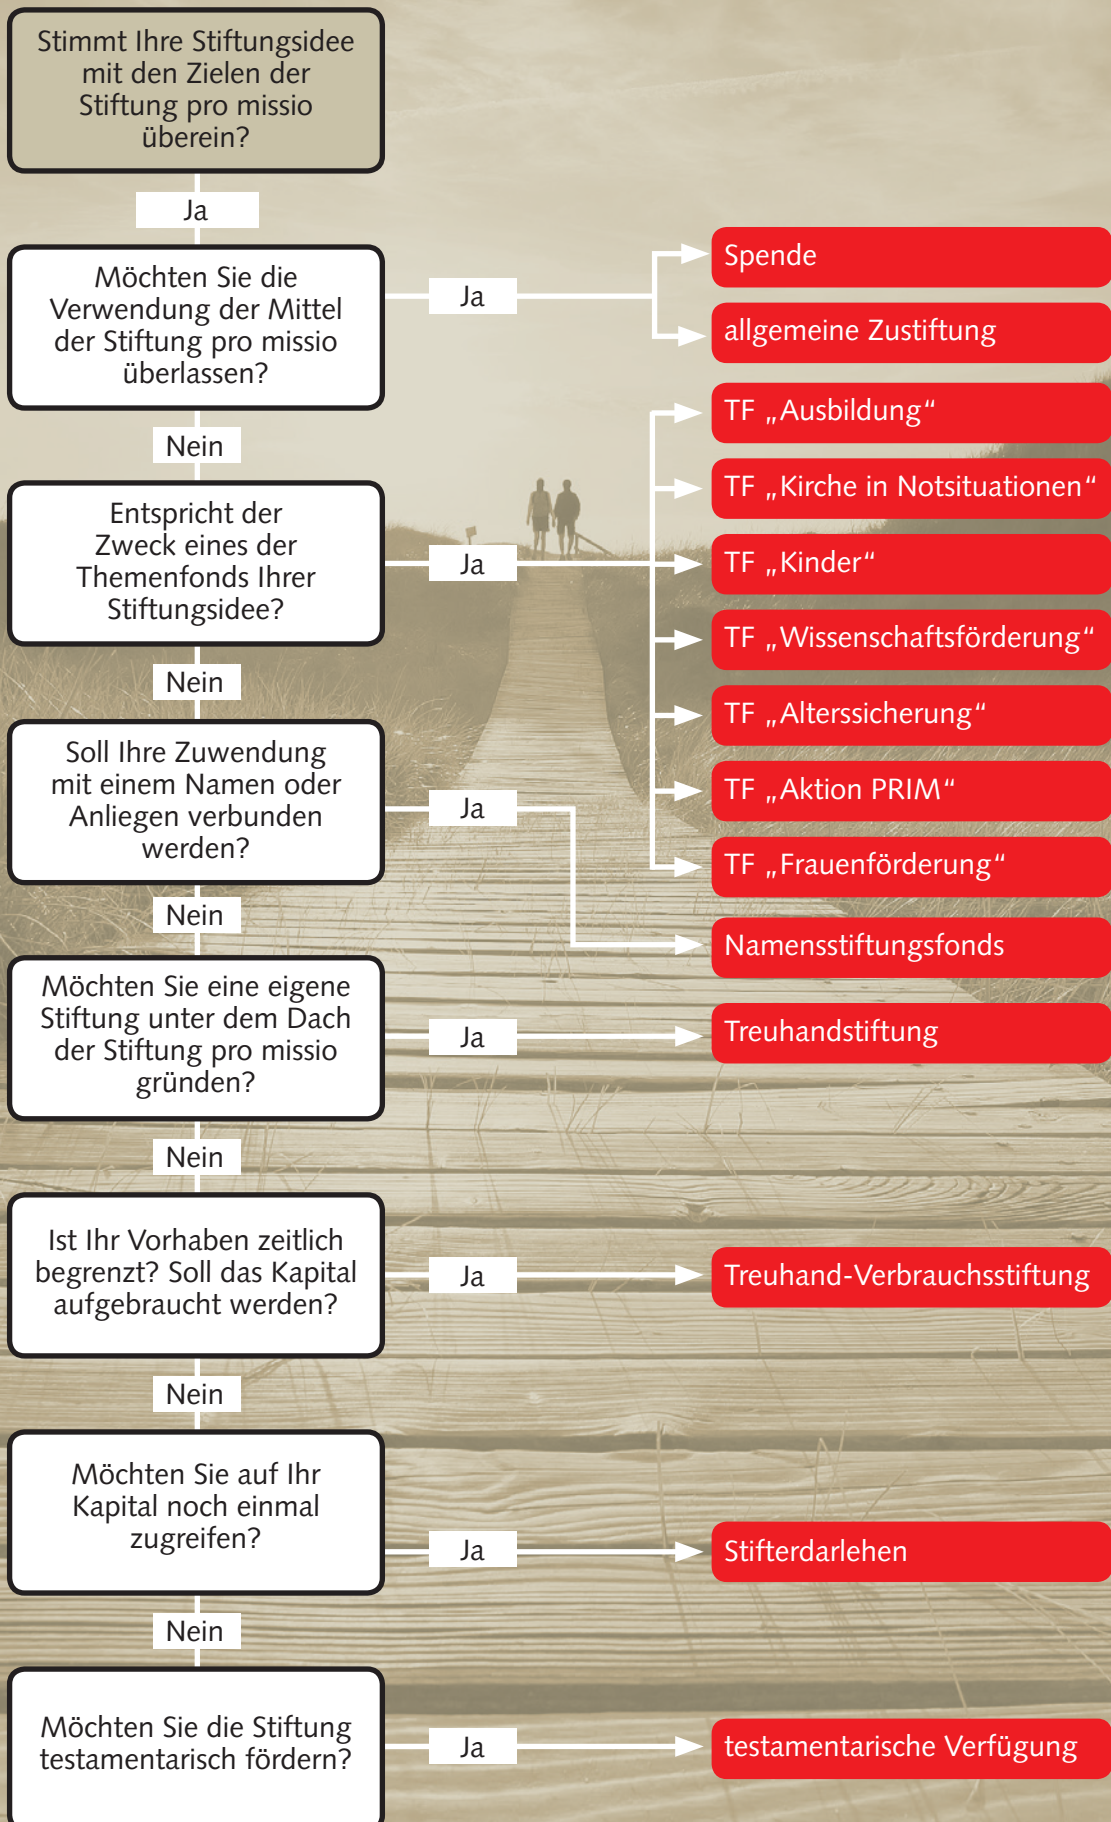 Stimmt Ihre Stiftungsidee
mit den Zielen der
Stiftung pro missio
überein?
Ja
Möchten Sie die
Verwendung der Mittel
der Stiftung pro missio
überlassen?
Ja
Spende
allgemeine Zustiftung
Nein
Entspricht der
Zweck eines der
Themenfonds Ihrer
Stiftungsidee?
Ja
TF „Ausbildung“
TF „Kirche in Notsituationen“
TF „Kinder“
TF „Wissenschaftsförderung“
TF „Alterssicherung“
TF „Aktion PRIM“
TF „Frauenförderung“
Nein
Soll Ihre Zuwendung
mit einem Namen oder
Anliegen verbunden
werden?
Ja
Namensstiftungsfonds
Nein
Möchten Sie eine eigene
Stiftung unter dem Dach
der Stiftung pro missio
gründen?
Ja
Treuhandstiftung
Nein
Ist Ihr Vorhaben zeitlich
begrenzt? Soll das Kapital
aufgebraucht werden?
Ja
Treuhand-Verbrauchsstiftung
Nein
Möchten Sie auf Ihr
Kapital noch einmal
zugreifen?
Ja
Stifterdarlehen
Nein
Möchten Sie die Stiftung
testamentarisch fördern?
Ja
testamentarische Verfügung